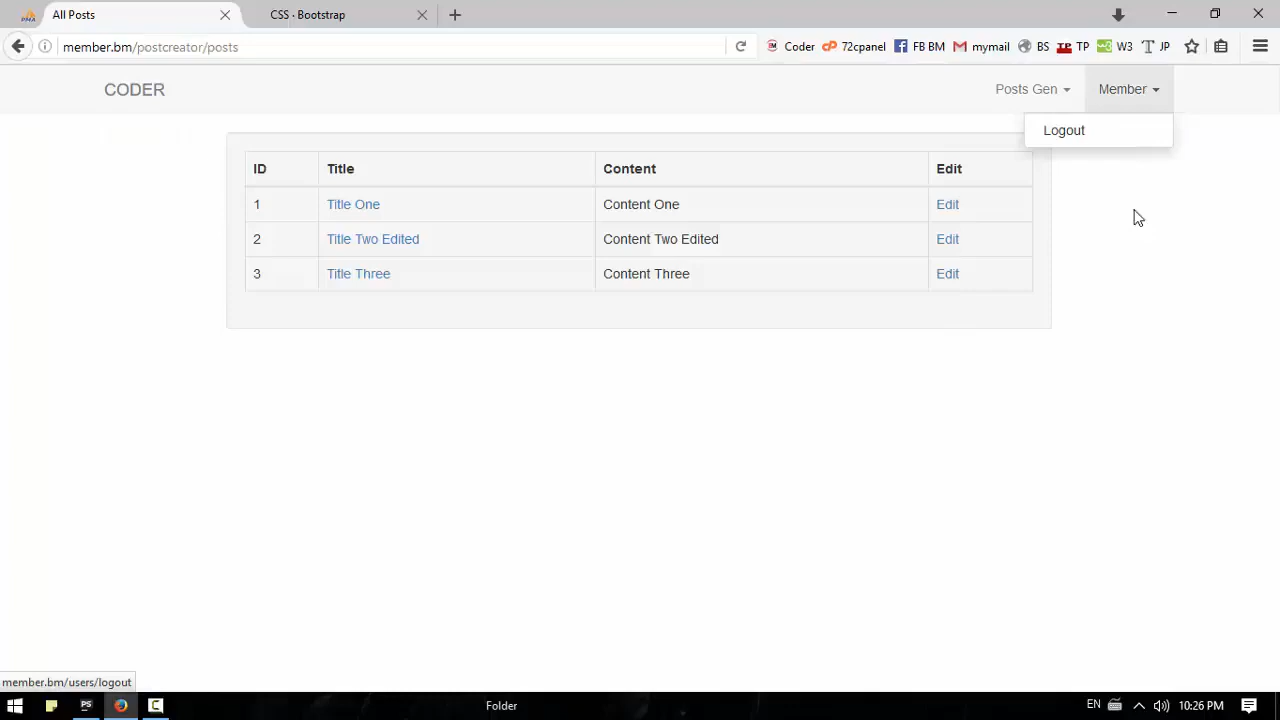 All Posts
CSS · Bootstrap
member.bm/postcreator/posts
Coder 72cpanel FB BM mymail BS TP TP W3 JP
CODER
Posts Gen Member
Logout
ID Title Content Edit
1 Title One Content One Edit
2 Title Two Edited Content Two Edited Edit
3 Title Three Content Three Edit
member.bm/users/logout
Folder
EN 10:26 PM